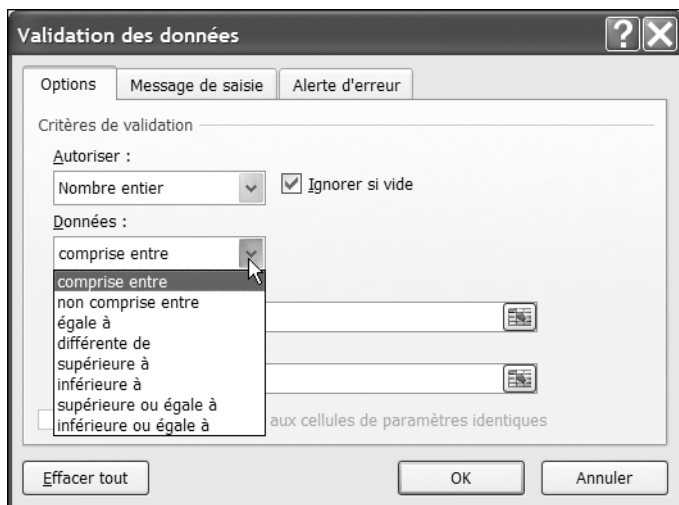 Validation des données
Options Message de saisie Alerte d'erreur
Critères de validation
Autoriser :
Nombre entier Ignorer si vide
Données :
comprise entre
comprise entre
non comprise entre
égale à
différente de
supérieure à
inférieure à
supérieure ou égale à
inférieure ou égale à aux cellules de paramètres identiques
Effacer tout OK Annuler